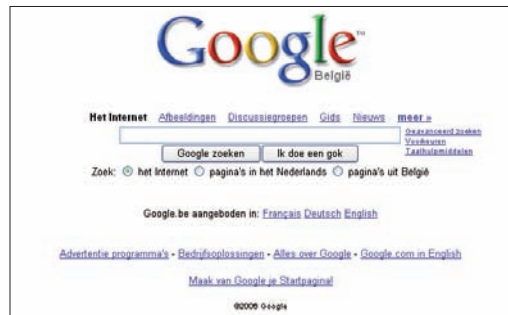 Google™
België
Het Internet Afbeeldingen Discussiegroepen Gids Nieuws meer »
Geavanceerd zoeken
Voorkeuren
Taalhulpmiddelen
Google zoeken Ik doe een gok
Zoek: het Internet pagina's in het Nederlands pagina's uit België
Google.be aangeboden in: Français Deutsch English
Advertentie programma's - Bedrijfsoplossingen - Alles over Google - Google.com in English
Maak van Google je Startpagina!
©2006 Google